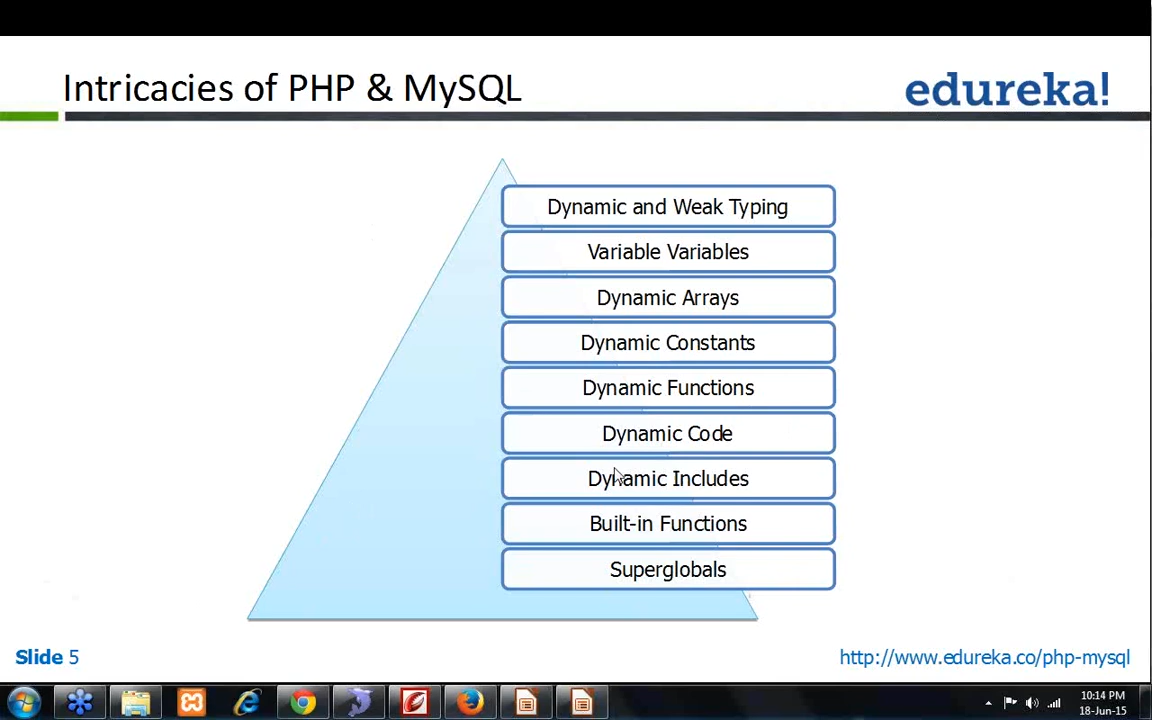 Intricacies of PHP & MySQL
edureka!
Dynamic and Weak Typing
Variable Variables
Dynamic Arrays
Dynamic Constants
Dynamic Functions
Dynamic Code
Dynamic Includes
Built-in Functions
Superglobals
Slide 5
http://www.edureka.co/php-mysql
10:14 PM
18-Jun-15